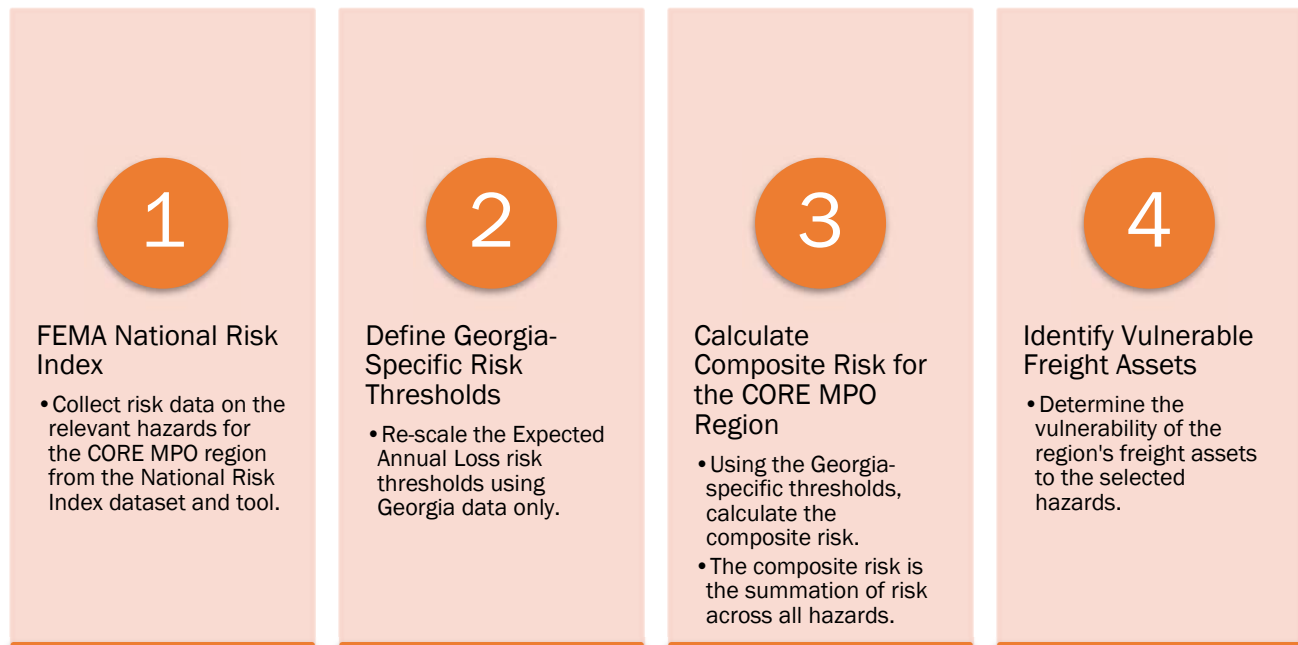 1
FEMA National Risk
Index
•Collect risk data on the
relevant hazards for
the CORE MPO region
from the National Risk
Index dataset and tool.
2
Define Georgia-
Specific Risk
Thresholds
•Re-scale the Expected
Annual Loss risk
thresholds using
Georgia data only.
3
Calculate
Composite Risk for
the CORE MPO
Region
•Using the Georgia-
specific thresholds,
calculate the
composite risk.
•The composite risk is
the summation of risk
across all hazards.
4
Identify Vulnerable
Freight Assets
•Determine the
vulnerability of the
region's freight assets
to the selected
hazards.